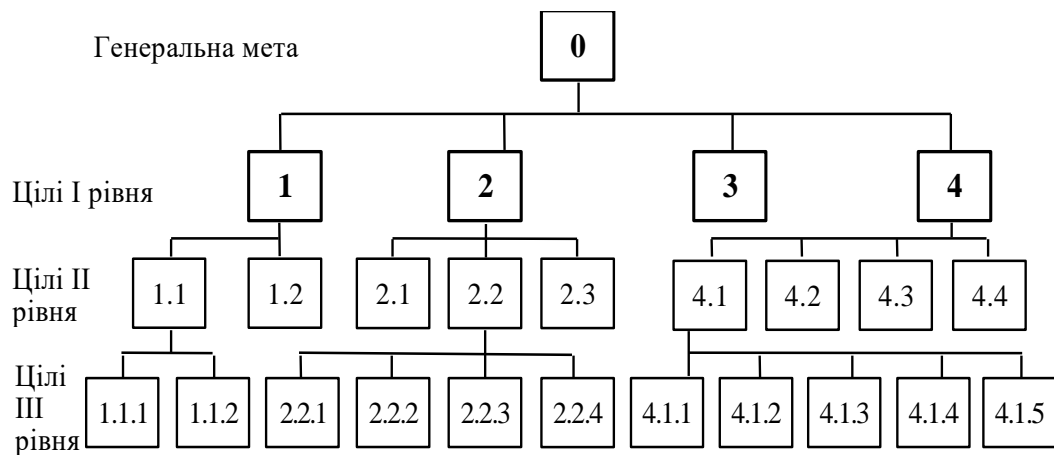 Генеральна мета 0
Цілі I рівня 1 2 3 4
Цілі II
рівня 1.1 1.2 2.1 2.2 2.3 4.1 4.2 4.3 4.4
Цілі
III
рівня 1.1.1 1.1.2 2.2.1 2.2.2 2.2.3 2.2.4 4.1.1 4.1.2 4.1.3 4.1.4 4.1.5